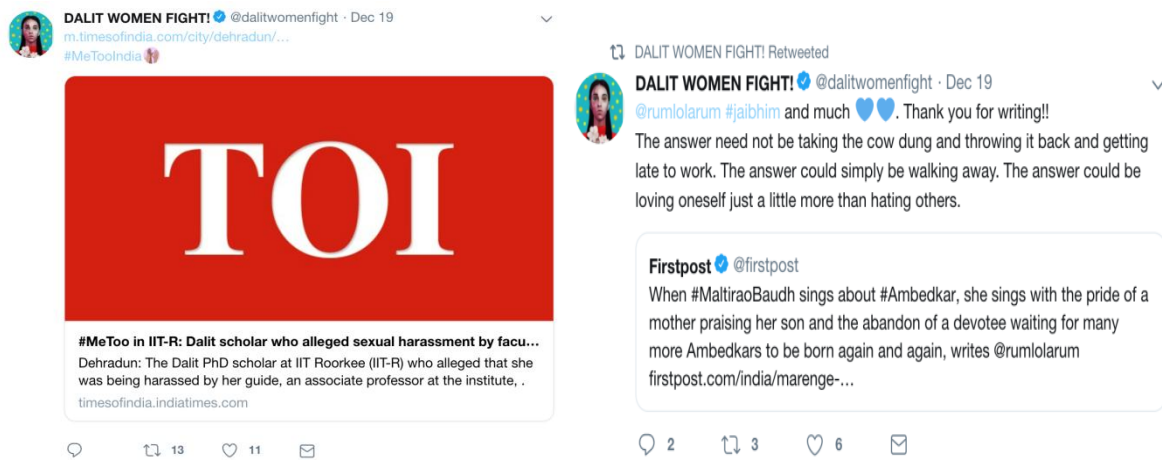 DALIT WOMEN FIGHT! @dalitwomenfight · Dec 19
m.timesofindia.com/city/dehradun/...
#MeTooIndia
TOI
#MeToo in IIT-R: Dalit scholar who alleged sexual harassment by facu...
Dehradun: The Dalit PhD scholar at IIT Roorkee (IIT-R) who alleged that she
was being harassed by her guide, an associate professor at the institute, .
timesofindia.indiatimes.com
13 11
DALIT WOMEN FIGHT! Retweeted
DALIT WOMEN FIGHT! @dalitwomenfight · Dec 19
@rumlolarum #jaibhim and much 💙💙. Thank you for writing!!
The answer need not be taking the cow dung and throwing it back and getting
late to work. The answer could simply be walking away. The answer could be
loving oneself just a little more than hating others.
Firstpost @firstpost
When #MaltiraoBaudh sings about #Ambedkar, she sings with the pride of a
mother praising her son and the abandon of a devotee waiting for many
more Ambedkars to be born again and again, writes @rumlolarum
firstpost.com/india/marenge-...
2 3 6